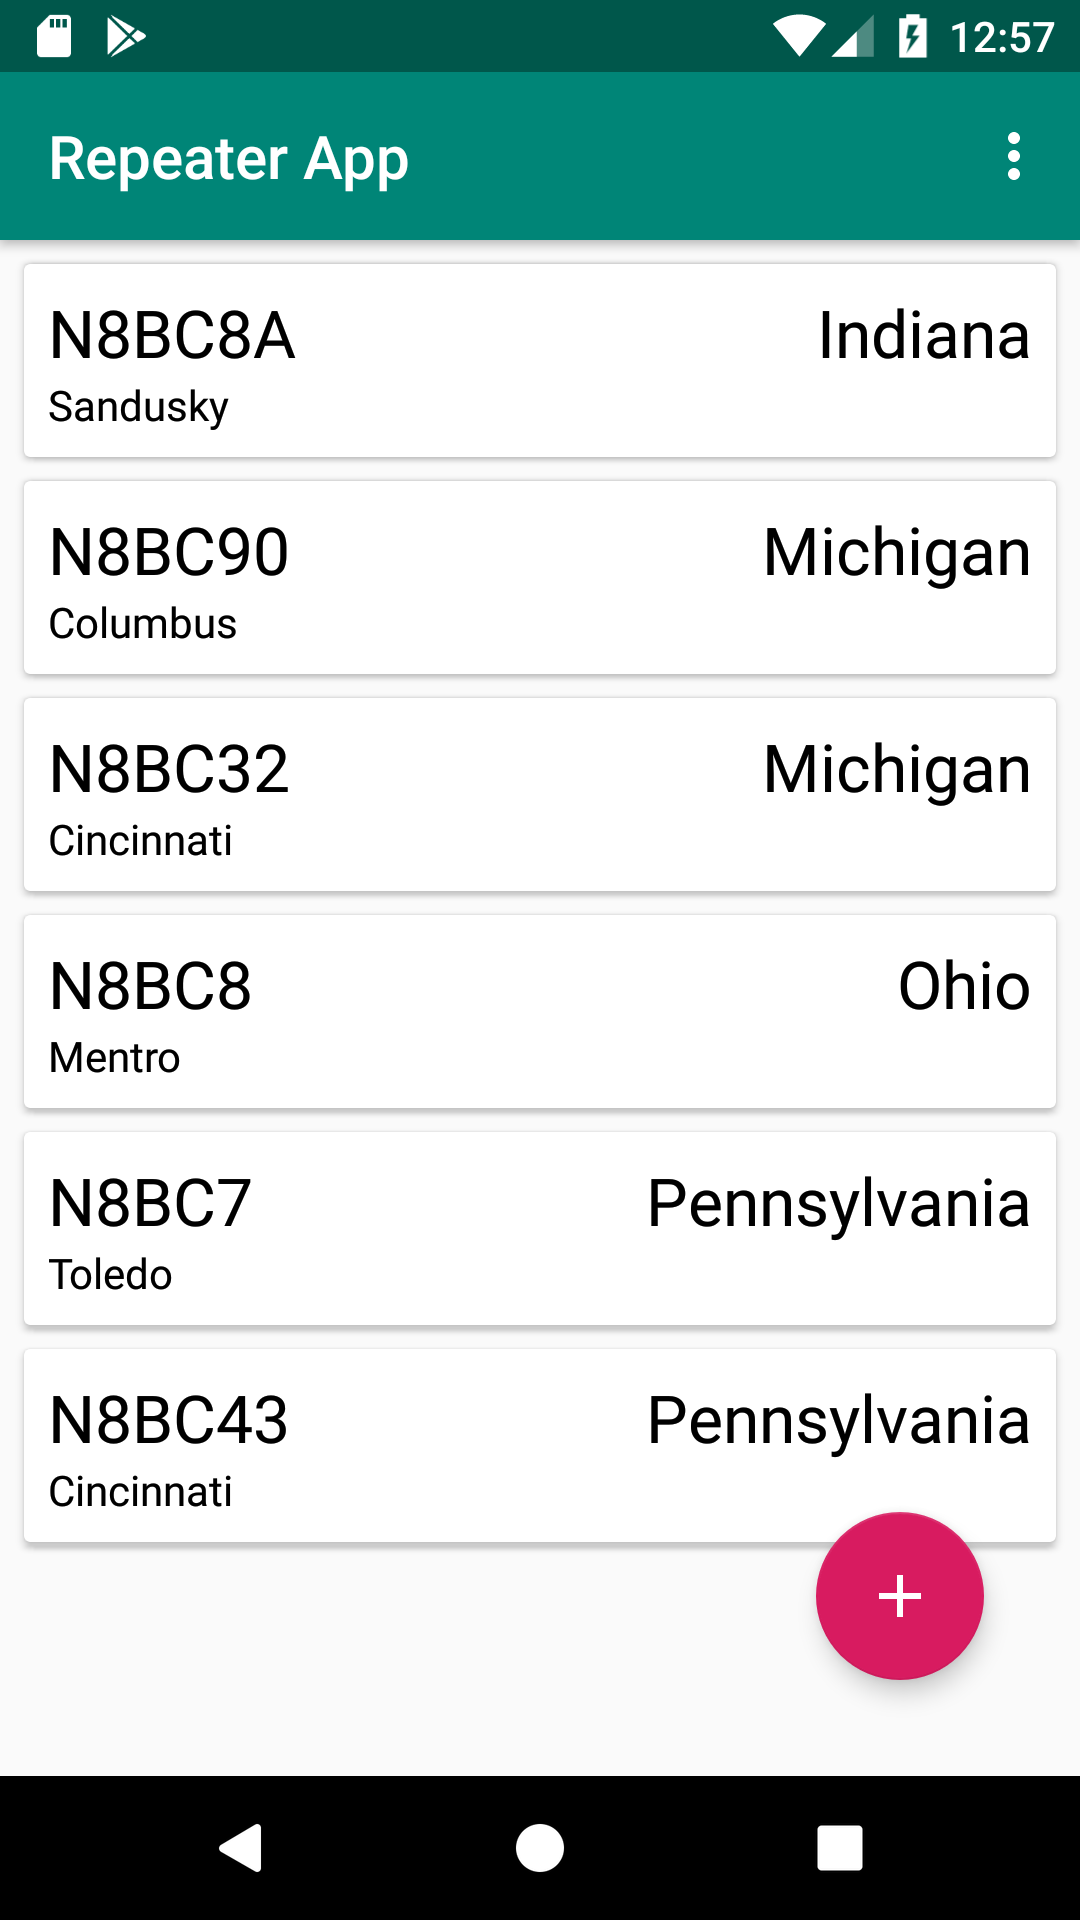 12:57
Repeater App
N8BC8A Indiana
Sandusky
N8BC90 Michigan
Columbus
N8BC32 Michigan
Cincinnati
N8BC8 Ohio
Mentro
N8BC7 Pennsylvania
Toledo
N8BC43 Pennsylvania
Cincinnati